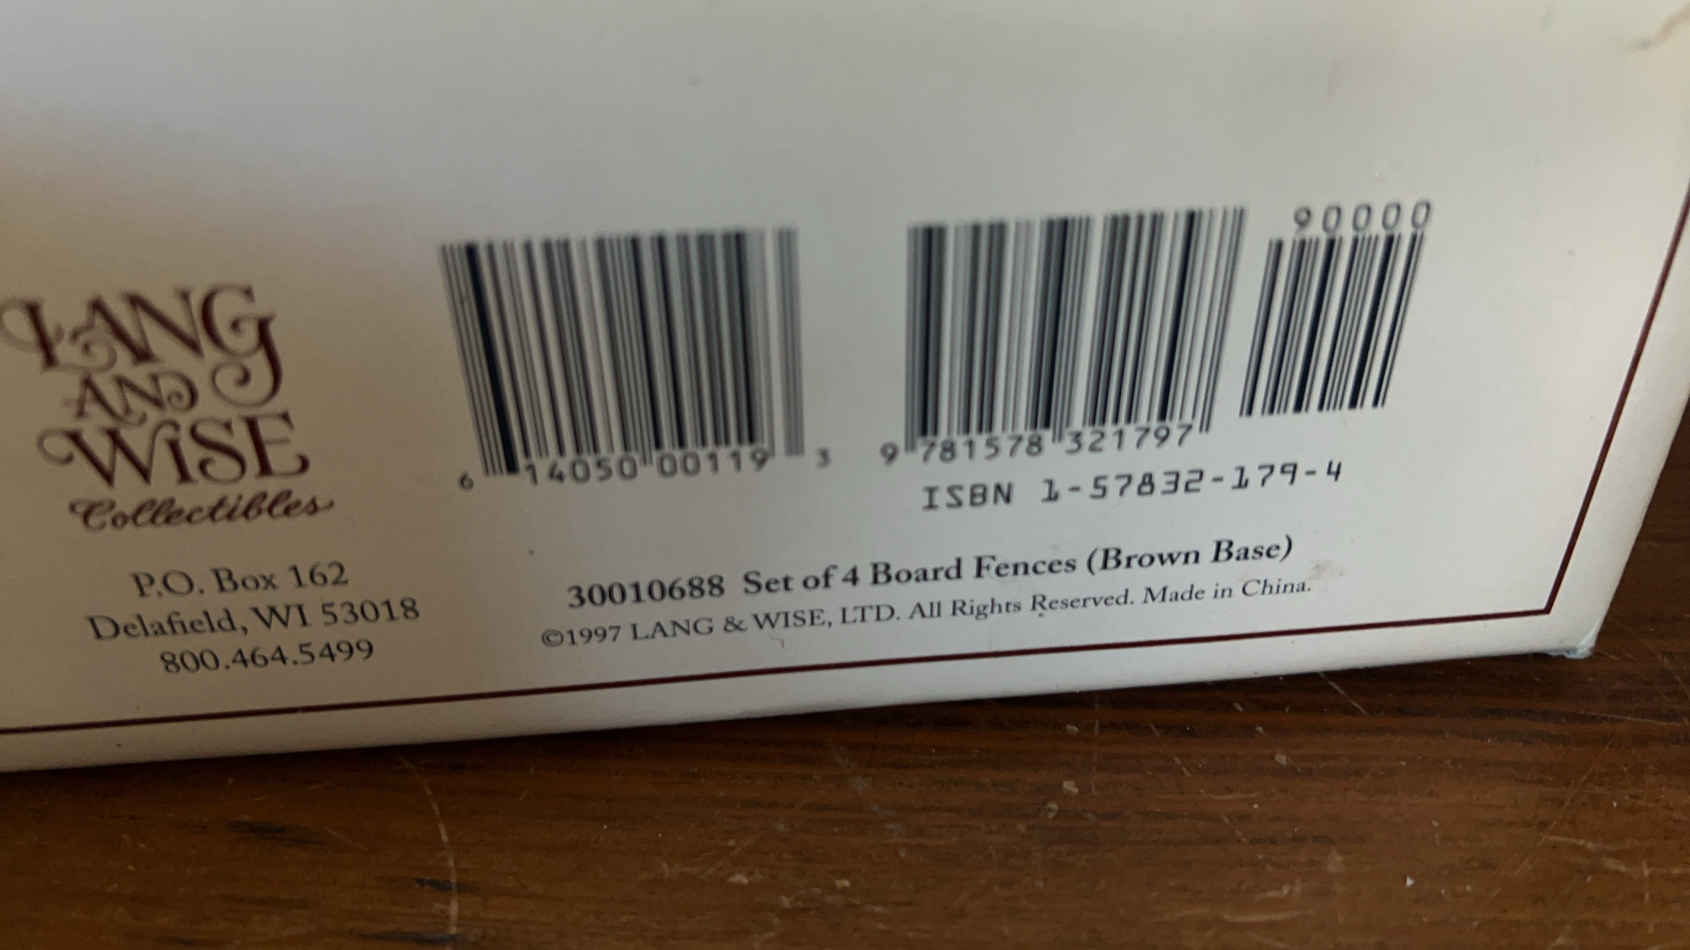 LANG
AND
WISE
Collectibles
P.O. Box 162
Delafield, WI 53018
800.464.5499
6 14050 00119 3
90000
9 781578 321797
ISBN 1-57832-179-4
30010688 Set of 4 Board Fences (Brown Base)
©1997 LANG & WISE, LTD. All Rights Reserved. Made in China.